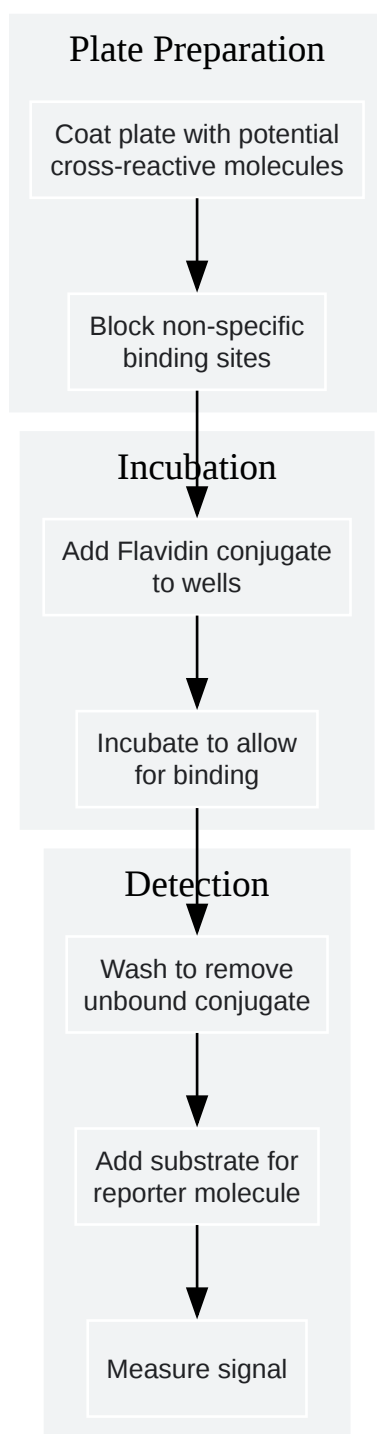 Plate Preparation
Coat plate with potential
cross-reactive molecules
Block non-specific
binding sites
Incubation
Add Flavidin conjugate
to wells
Incubate to allow
for binding
Detection
Wash to remove
unbound conjugate
Add substrate for
reporter molecule
Measure signal